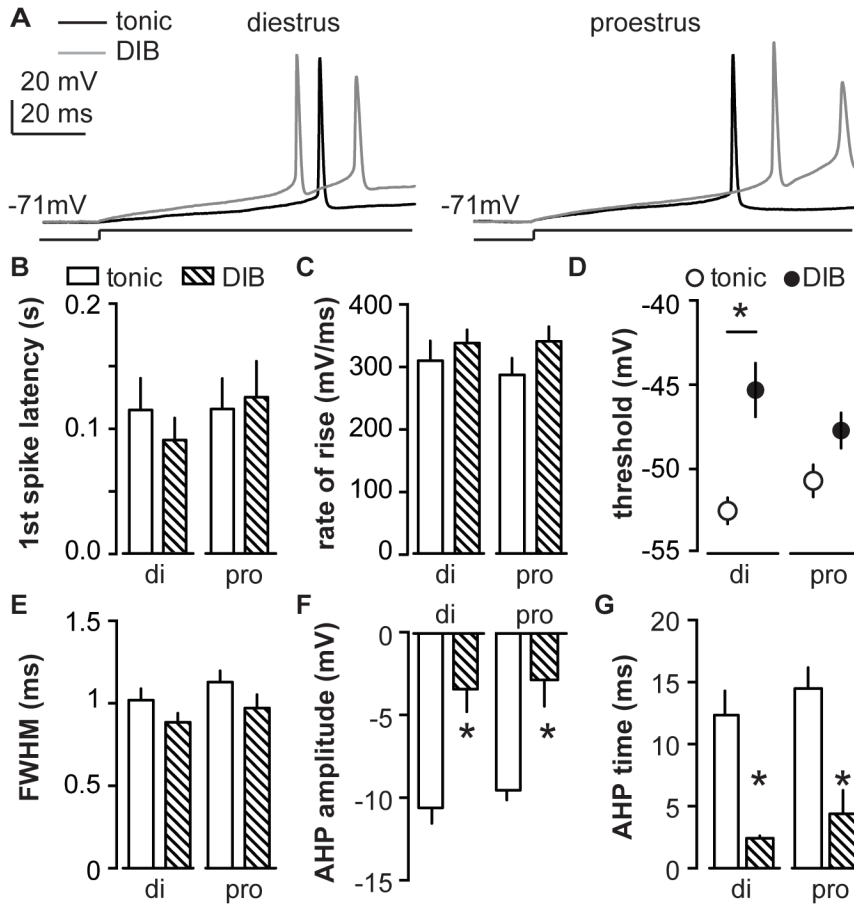 A
tonic
DIB
diestrus
proestrus
20 mV
20 ms
-71mV
-71mV
B
tonic
DIB
1st spike latency (s)
0.2
0.1
0.0
di
pro
C
rate of rise (mV/ms)
400
300
200
100
0
di
pro
D
tonic
DIB
threshold (mV)
-40
-45
-50
-55
*
di
pro
E
FWHM (ms)
1.5
1
0.5
0
di
pro
F
AHP amplitude (mV)
di
pro
0
-5
-10
-15
*
*
G
AHP time (ms)
20
15
10
5
0
*
*
di
pro